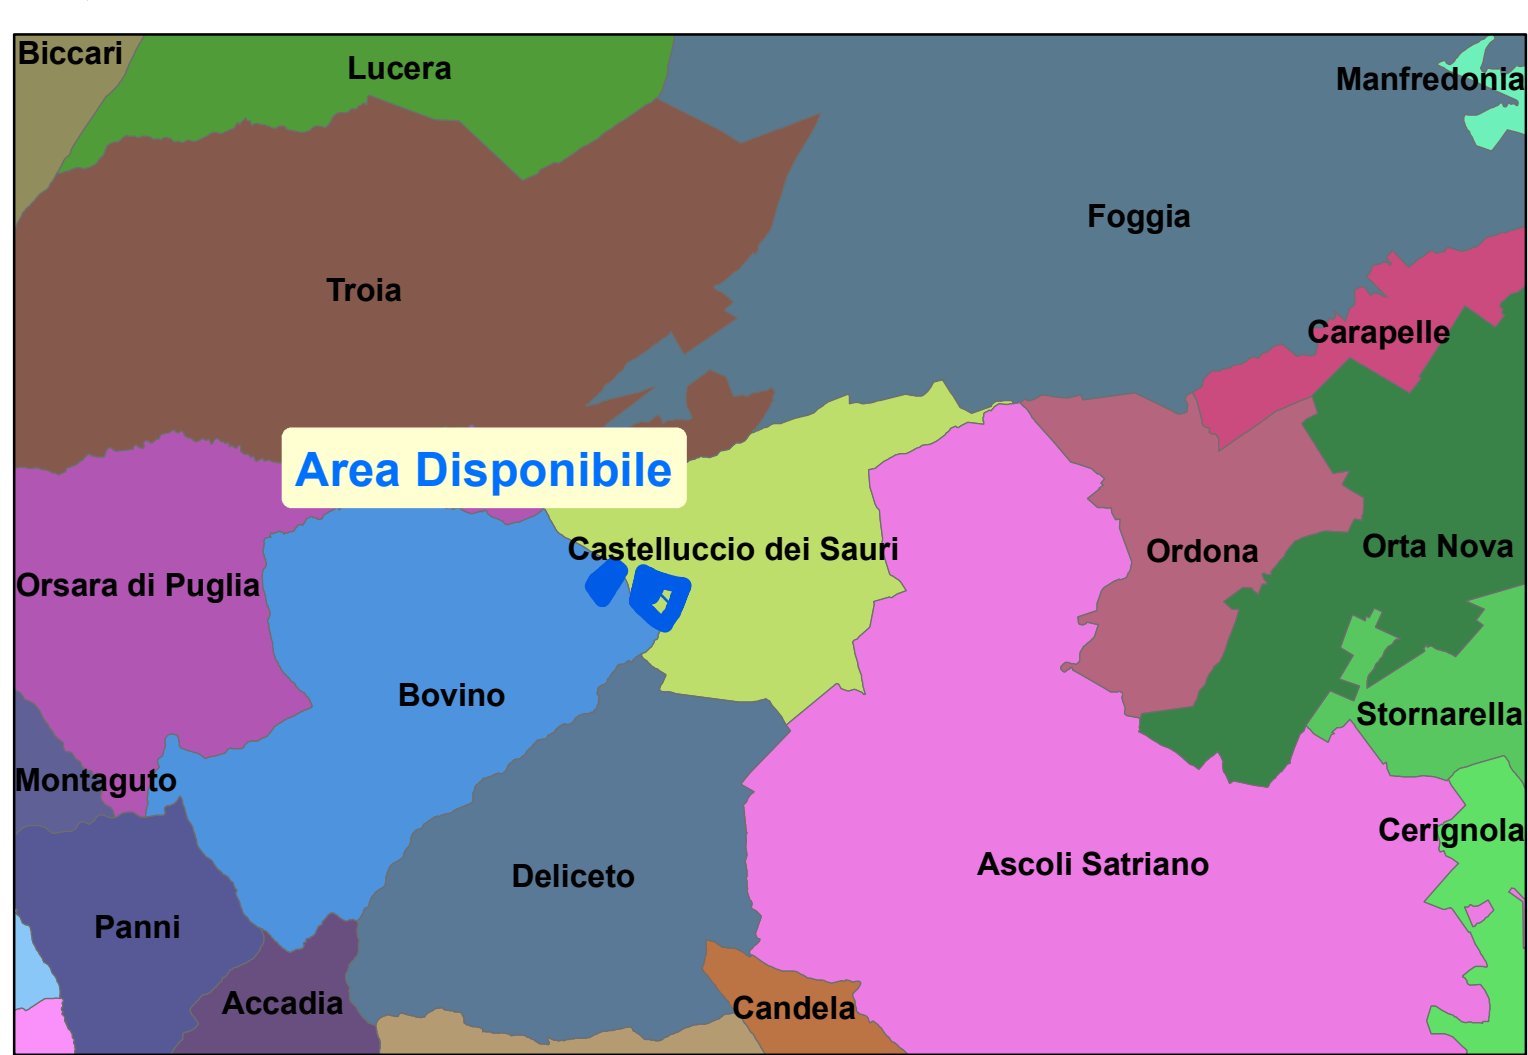 Biccari
Lucera
Manfredonia
Foggia
Troia
Carapelle
Area Disponibile
Castelluccio dei Sauri
Ordona
Orta Nova
Orsara di Puglia
Bovino
Stornarella
Montaguto
Cerignola
Ascoli Satriano
Deliceto
Panni
Accadia
Candela